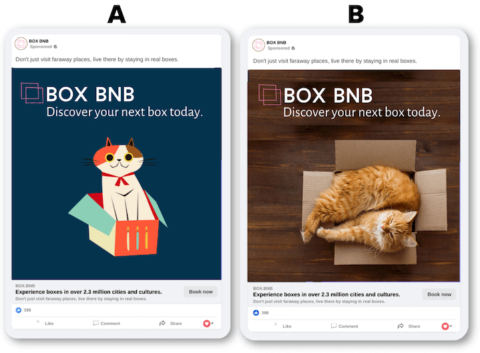 A
BOX BNB
Sponsored
Don't just visit faraway places, live there by staying in real boxes.
BOX BNB
Discover your next box today.
BOX BNB
Experience boxes in over 2.3 million cities and cultures.
Don't just visit faraway places, live there by staying in real boxes.
Book now
Like
Comment
Share
B
BOX BNB
Sponsored
Don't just visit faraway places, live there by staying in real boxes.
BOX BNB
Discover your next box today.
BOX BNB
Experience boxes in over 2.3 million cities and cultures.
Don't just visit faraway places, live there by staying in real boxes.
Book now
Like
Comment
Share